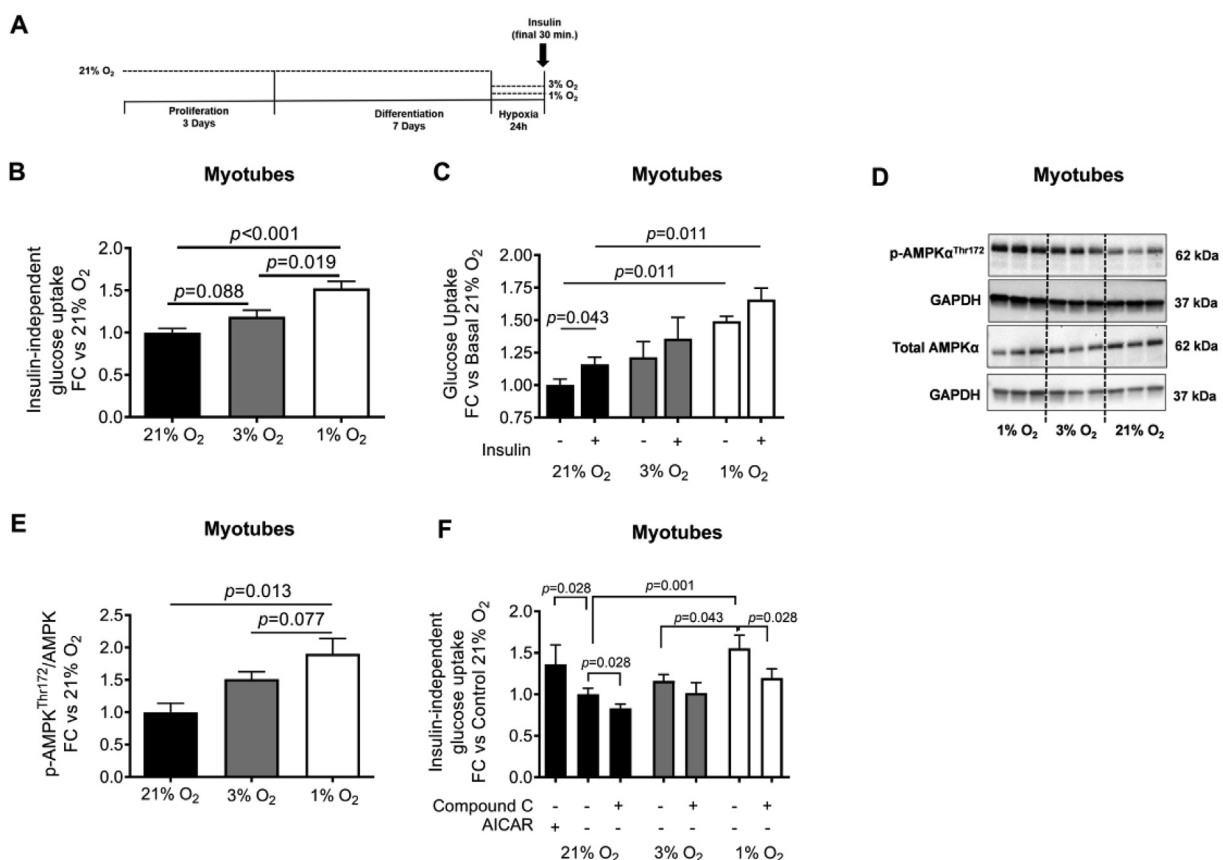 A
Insulin
(final 30 min.)
21% O₂
3% O₂
1% O₂
Proliferation
3 Days
Differentiation
7 Days
Hypoxia
24h
B
Myotubes
Insulin-independent
glucose uptake
FC vs 21% O₂
2.0
1.5
1.0
0.5
0.0
p<0.001
p=0.019
p=0.088
21% O₂ 3% O₂ 1% O₂
C
Myotubes
Glucose Uptake
FC vs Basal 21% O₂
2.00
1.75
1.50
1.25
1.00
0.75
p=0.011
p=0.011
p=0.043
Insulin - + - + - +
21% O₂ 3% O₂ 1% O₂
D
Myotubes
p-AMPKα^Thr172 62 kDa
GAPDH 37 kDa
Total AMPKα 62 kDa
GAPDH 37 kDa
1% O₂ 3% O₂ 21% O₂
E
Myotubes
p-AMPK^Thr172/AMPK
FC vs 21% O₂
2.5
2.0
1.5
1.0
0.5
0.0
p=0.013
p=0.077
21% O₂ 3% O₂ 1% O₂
F
Myotubes
Insulin-independent
glucose uptake
FC vs Control 21% O₂
2.0
1.5
1.0
0.5
0.0
p=0.028
p=0.001
p=0.043
p=0.028
p=0.028
Compound C - - + - + - +
AICAR + - - - - - -
21% O₂ 3% O₂ 1% O₂